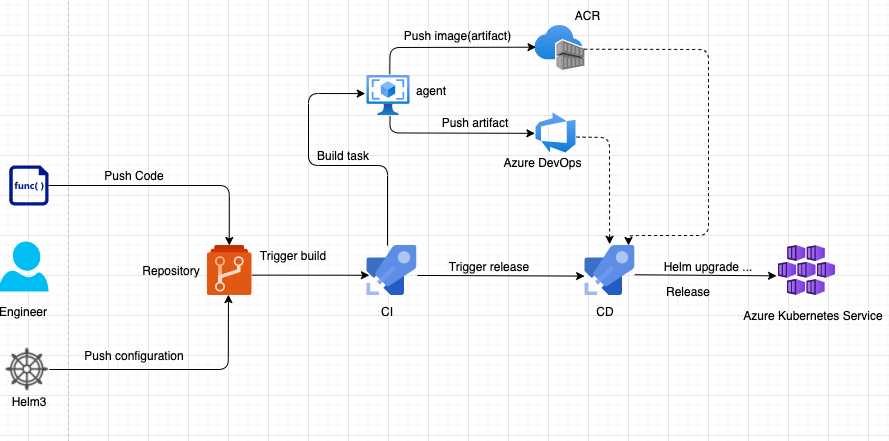 ACR
Push image(artifact)
agent
Push artifact
Build task
Azure DevOps
Push Code
func( )
Repository
Trigger build
Trigger release
Helm upgrade ...
Release
Engineer
CI
CD
Azure Kubernetes Service
Push configuration
Helm3